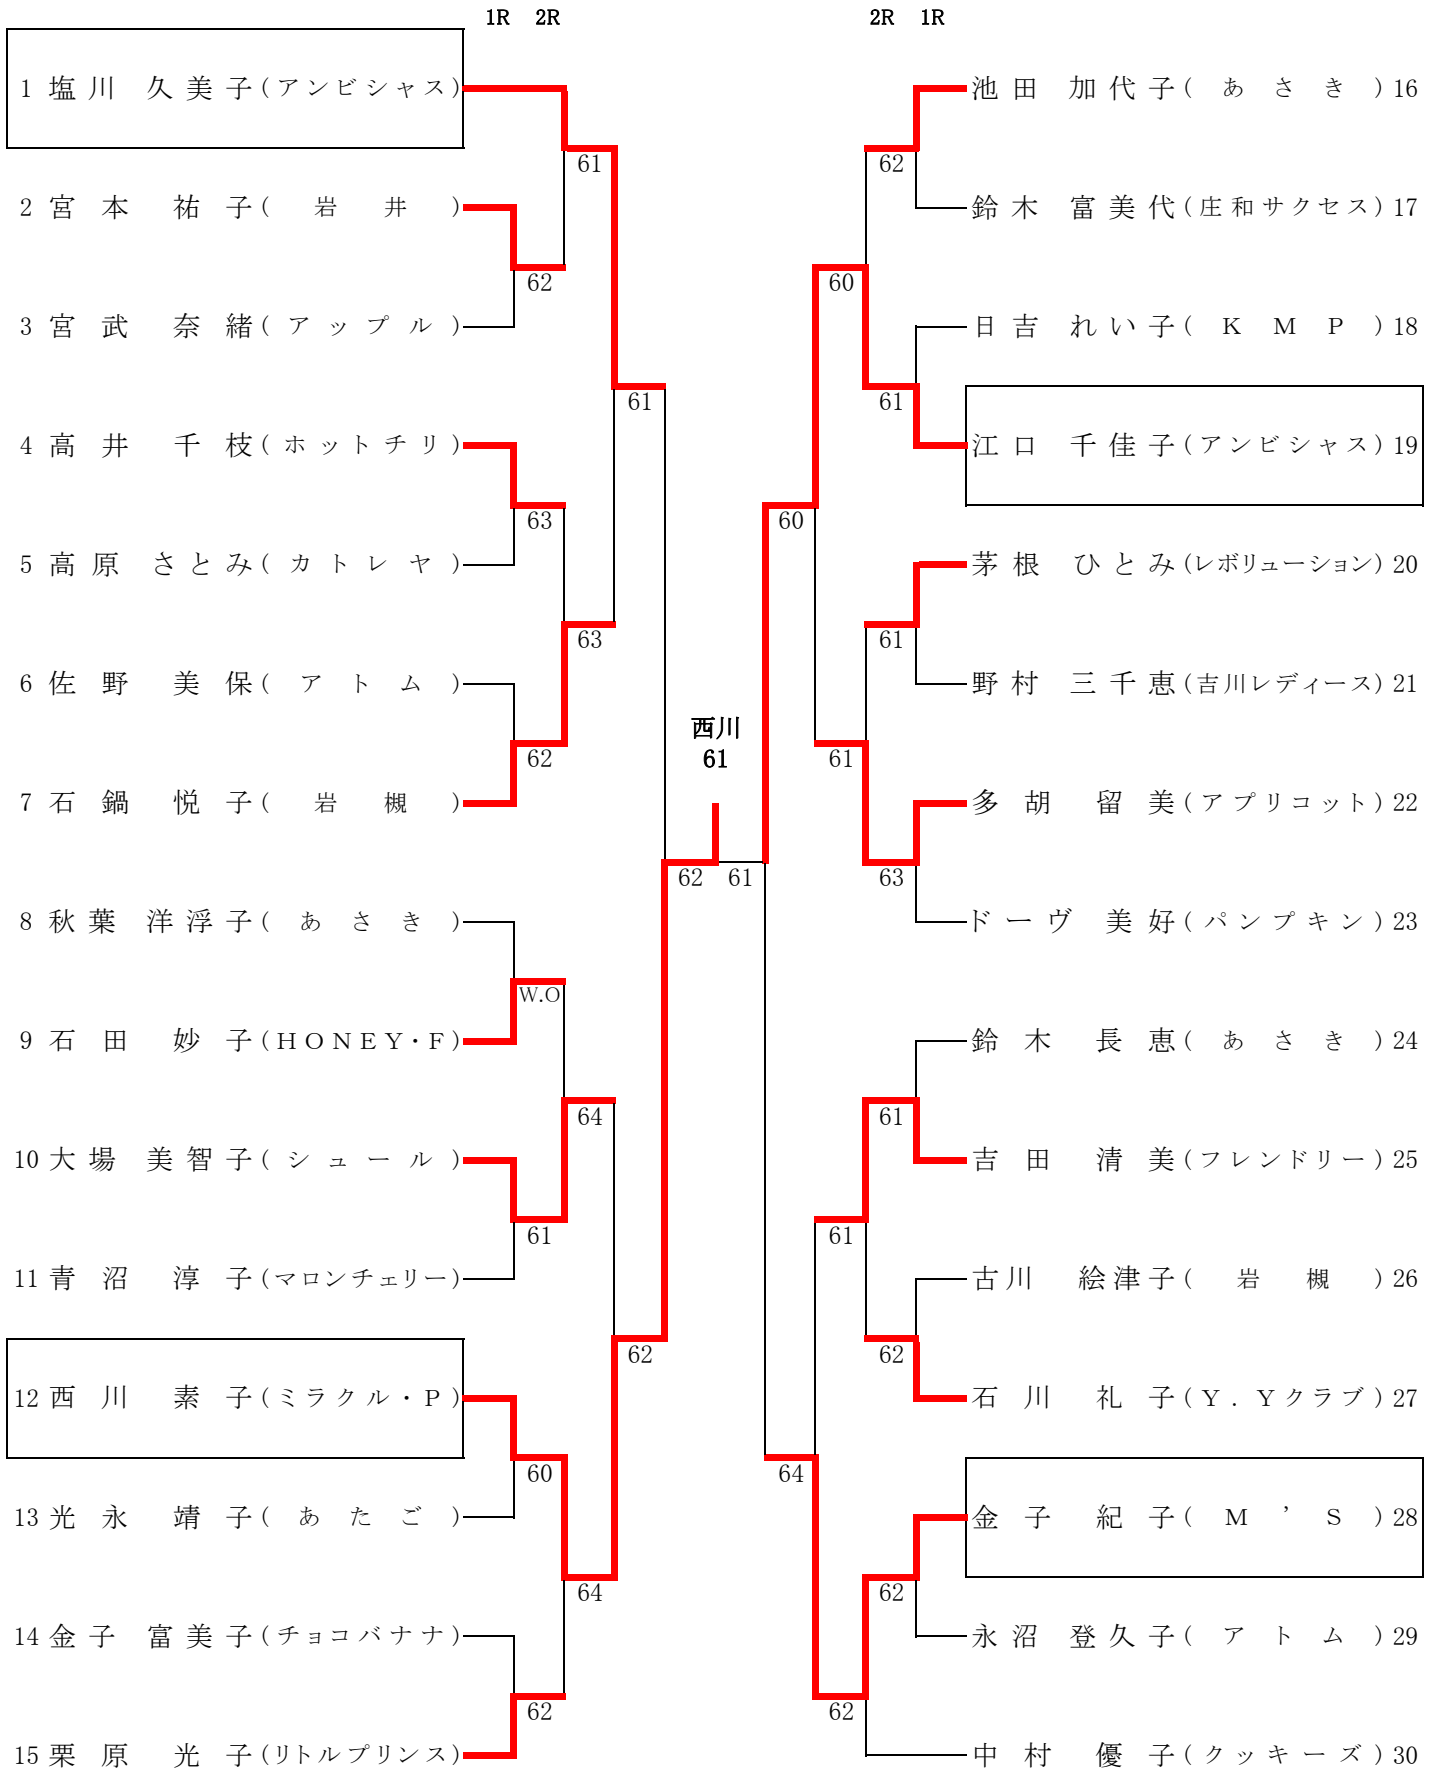 1R 2R
1 塩川 久美子(アンビシャス)
61
2 宮本 祐子(岩井)
62
3 宮武 奈緒(アップル)
61
4 高井 千枝(ホットチリ)
63
5 高原 さとみ(カトレヤ)
63
6 佐野 美保(アトム)
62
7 石鍋 悦子(岩槻)
8 秋葉 洋浮子(あさき)
W.O
9 石田 妙子(HONEY・F)
64
10 大場 美智子(シュール)
61
11 青沼 淳子(マロンチェリー)
62
12 西川 素子(ミラクル・P)
60
13 光永 靖子(あたご)
64
14 金子 富美子(チョコバナナ)
62
15 栗原 光子(リトルプリンス)
西川
61
62 61
2R 1R
池田 加代子(あさき)16
62
鈴木 富美代(庄和サクセス)17
60
日吉 れい子(KMP)18
61
江口 千佳子(アンビシャス)19
60
茅根 ひとみ(レボリューション)20
61
野村 三千恵(吉川レディース)21
61
多胡 留美(アプリコット)22
63
ドーヴ 美好(パンプキン)23
鈴木 長恵(あさき)24
61
吉田 清美(フレンドリー)25
61
古川 絵津子(岩槻)26
62
石川 礼子(Y.Yクラブ)27
64
金子 紀子(M’S)28
62
永沼 登久子(アトム)29
62
中村 優子(クッキーズ)30